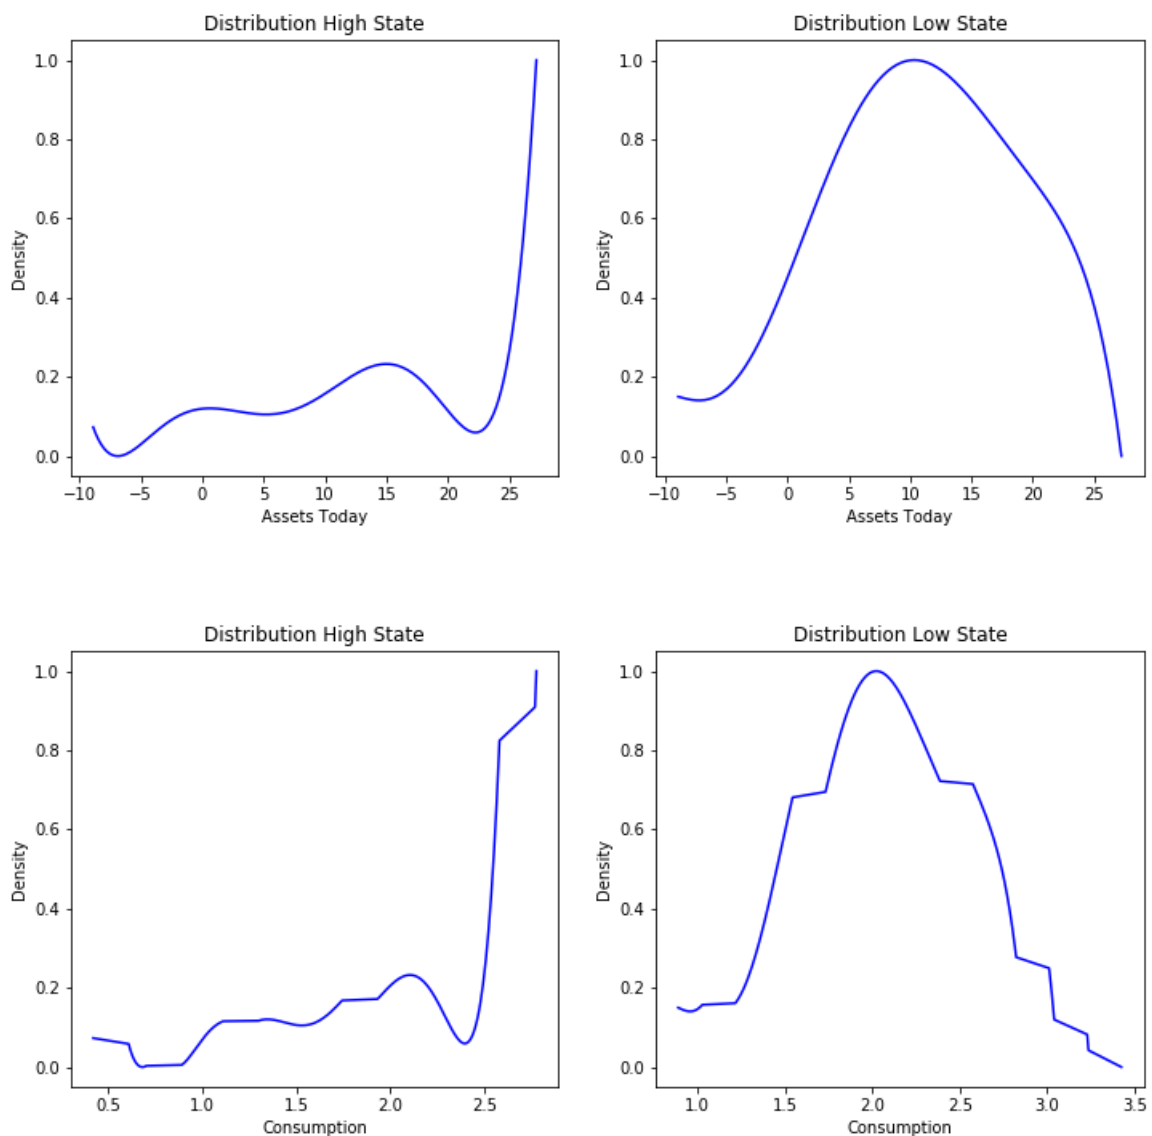 Distribution High State
Density
1.0
0.8
0.6
0.4
0.2
0.0
−10 −5 0 5 10 15 20 25
Assets Today
Distribution Low State
Density
1.0
0.8
0.6
0.4
0.2
0.0
−10 −5 0 5 10 15 20 25
Assets Today
Distribution High State
Density
1.0
0.8
0.6
0.4
0.2
0.0
0.5 1.0 1.5 2.0 2.5
Consumption
Distribution Low State
Density
1.0
0.8
0.6
0.4
0.2
0.0
1.0 1.5 2.0 2.5 3.0 3.5
Consumption